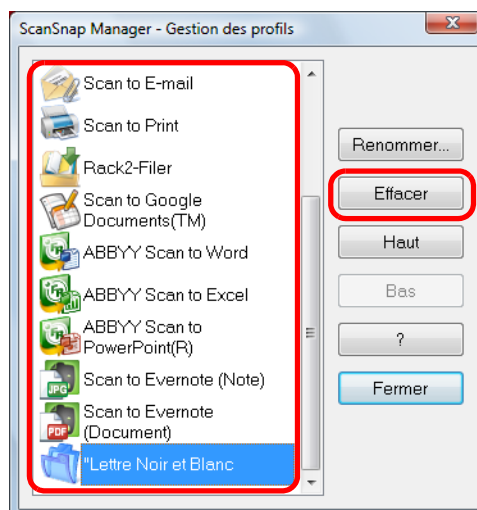 ScanSnap Manager - Gestion des profils
Scan to E-mail
Scan to Print
Rack2-Filer
Scan to Google
Documents(TM)
ABBYY Scan to Word
ABBYY Scan to Excel
ABBYY Scan to
PowerPoint(R)
JPG
Scan to Evernote (Note)
PDF
Scan to Evernote
(Document)
"Lettre Noir et Blanc
Renommer...
Effacer
Haut
Bas
?
Fermer